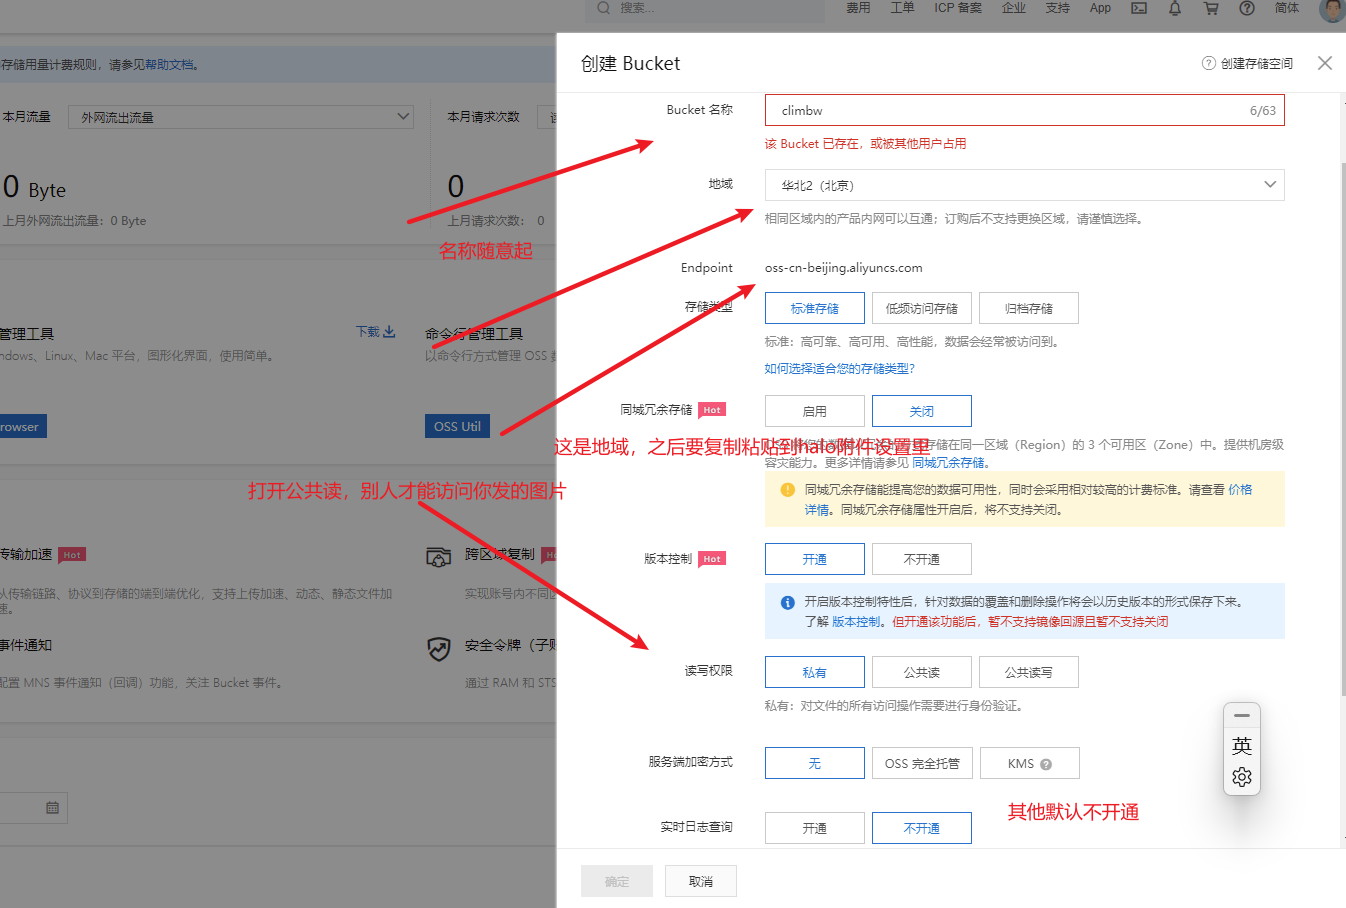 搜索...
费用 工单 ICP 备案 企业 支持 App 简体
存储用量计费规则，请参见帮助文档。
本月流量 外网流出流量
本月请求次数
0 Byte
上月外网流出流量：0 Byte
0
上月请求次数： 0
管理工具 下载
ndows、Linux、Mac 平台，图形化界面，使用简单。
rowser
命令行管理工具
以命令行方式管理 OSS
OSS Util
传输加速 Hot
从传输链路、协议到存储的端到端优化，支持上传加速、动态、静态文件加
速。
跨区域复制
实现账号内不同
事件通知
配置 MNS 事件通知（回调）功能，关注 Bucket 事件。
安全令牌（子账
通过 RAM 和 STS
创建 Bucket 创建存储空间
Bucket 名称 climbw 6/63
该 Bucket 已存在，或被其他用户占用
地域 华北2（北京）
相同区域内的产品内网可以互通；订购后不支持更换区域，请谨慎选择。
Endpoint oss-cn-beijing.aliyuncs.com
存储类型 标准存储 低频访问存储 归档存储
标准：高可靠、高可用、高性能，数据会经常被访问到。
如何选择适合您的存储类型？
同城冗余存储 Hot 启用 关闭
存储在同一区域（Region）的 3 个可用区（Zone）中。提供机房级
容灾能力。更多详情请参见 同城冗余存储。
同城冗余存储能提高您的数据可用性，同时会采用相对较高的计费标准。请查看 价格
详情。同城冗余存储属性开启后，将不支持关闭。
版本控制 Hot 开通 不开通
开启版本控制特性后，针对数据的覆盖和删除操作将会以历史版本的形式保存下来。
了解 版本控制。但开通该功能后，暂不支持镜像回源且暂不支持关闭
读写权限 私有 公共读 公共读写
私有：对文件的所有访问操作需要进行身份验证。
服务端加密方式 无 OSS 完全托管 KMS
实时日志查询 开通 不开通
确定 取消
名称随意起
这是地域，之后要复制粘贴到halo附件设置里
打开公共读，别人才能访问你发的图片
其他默认不开通
英